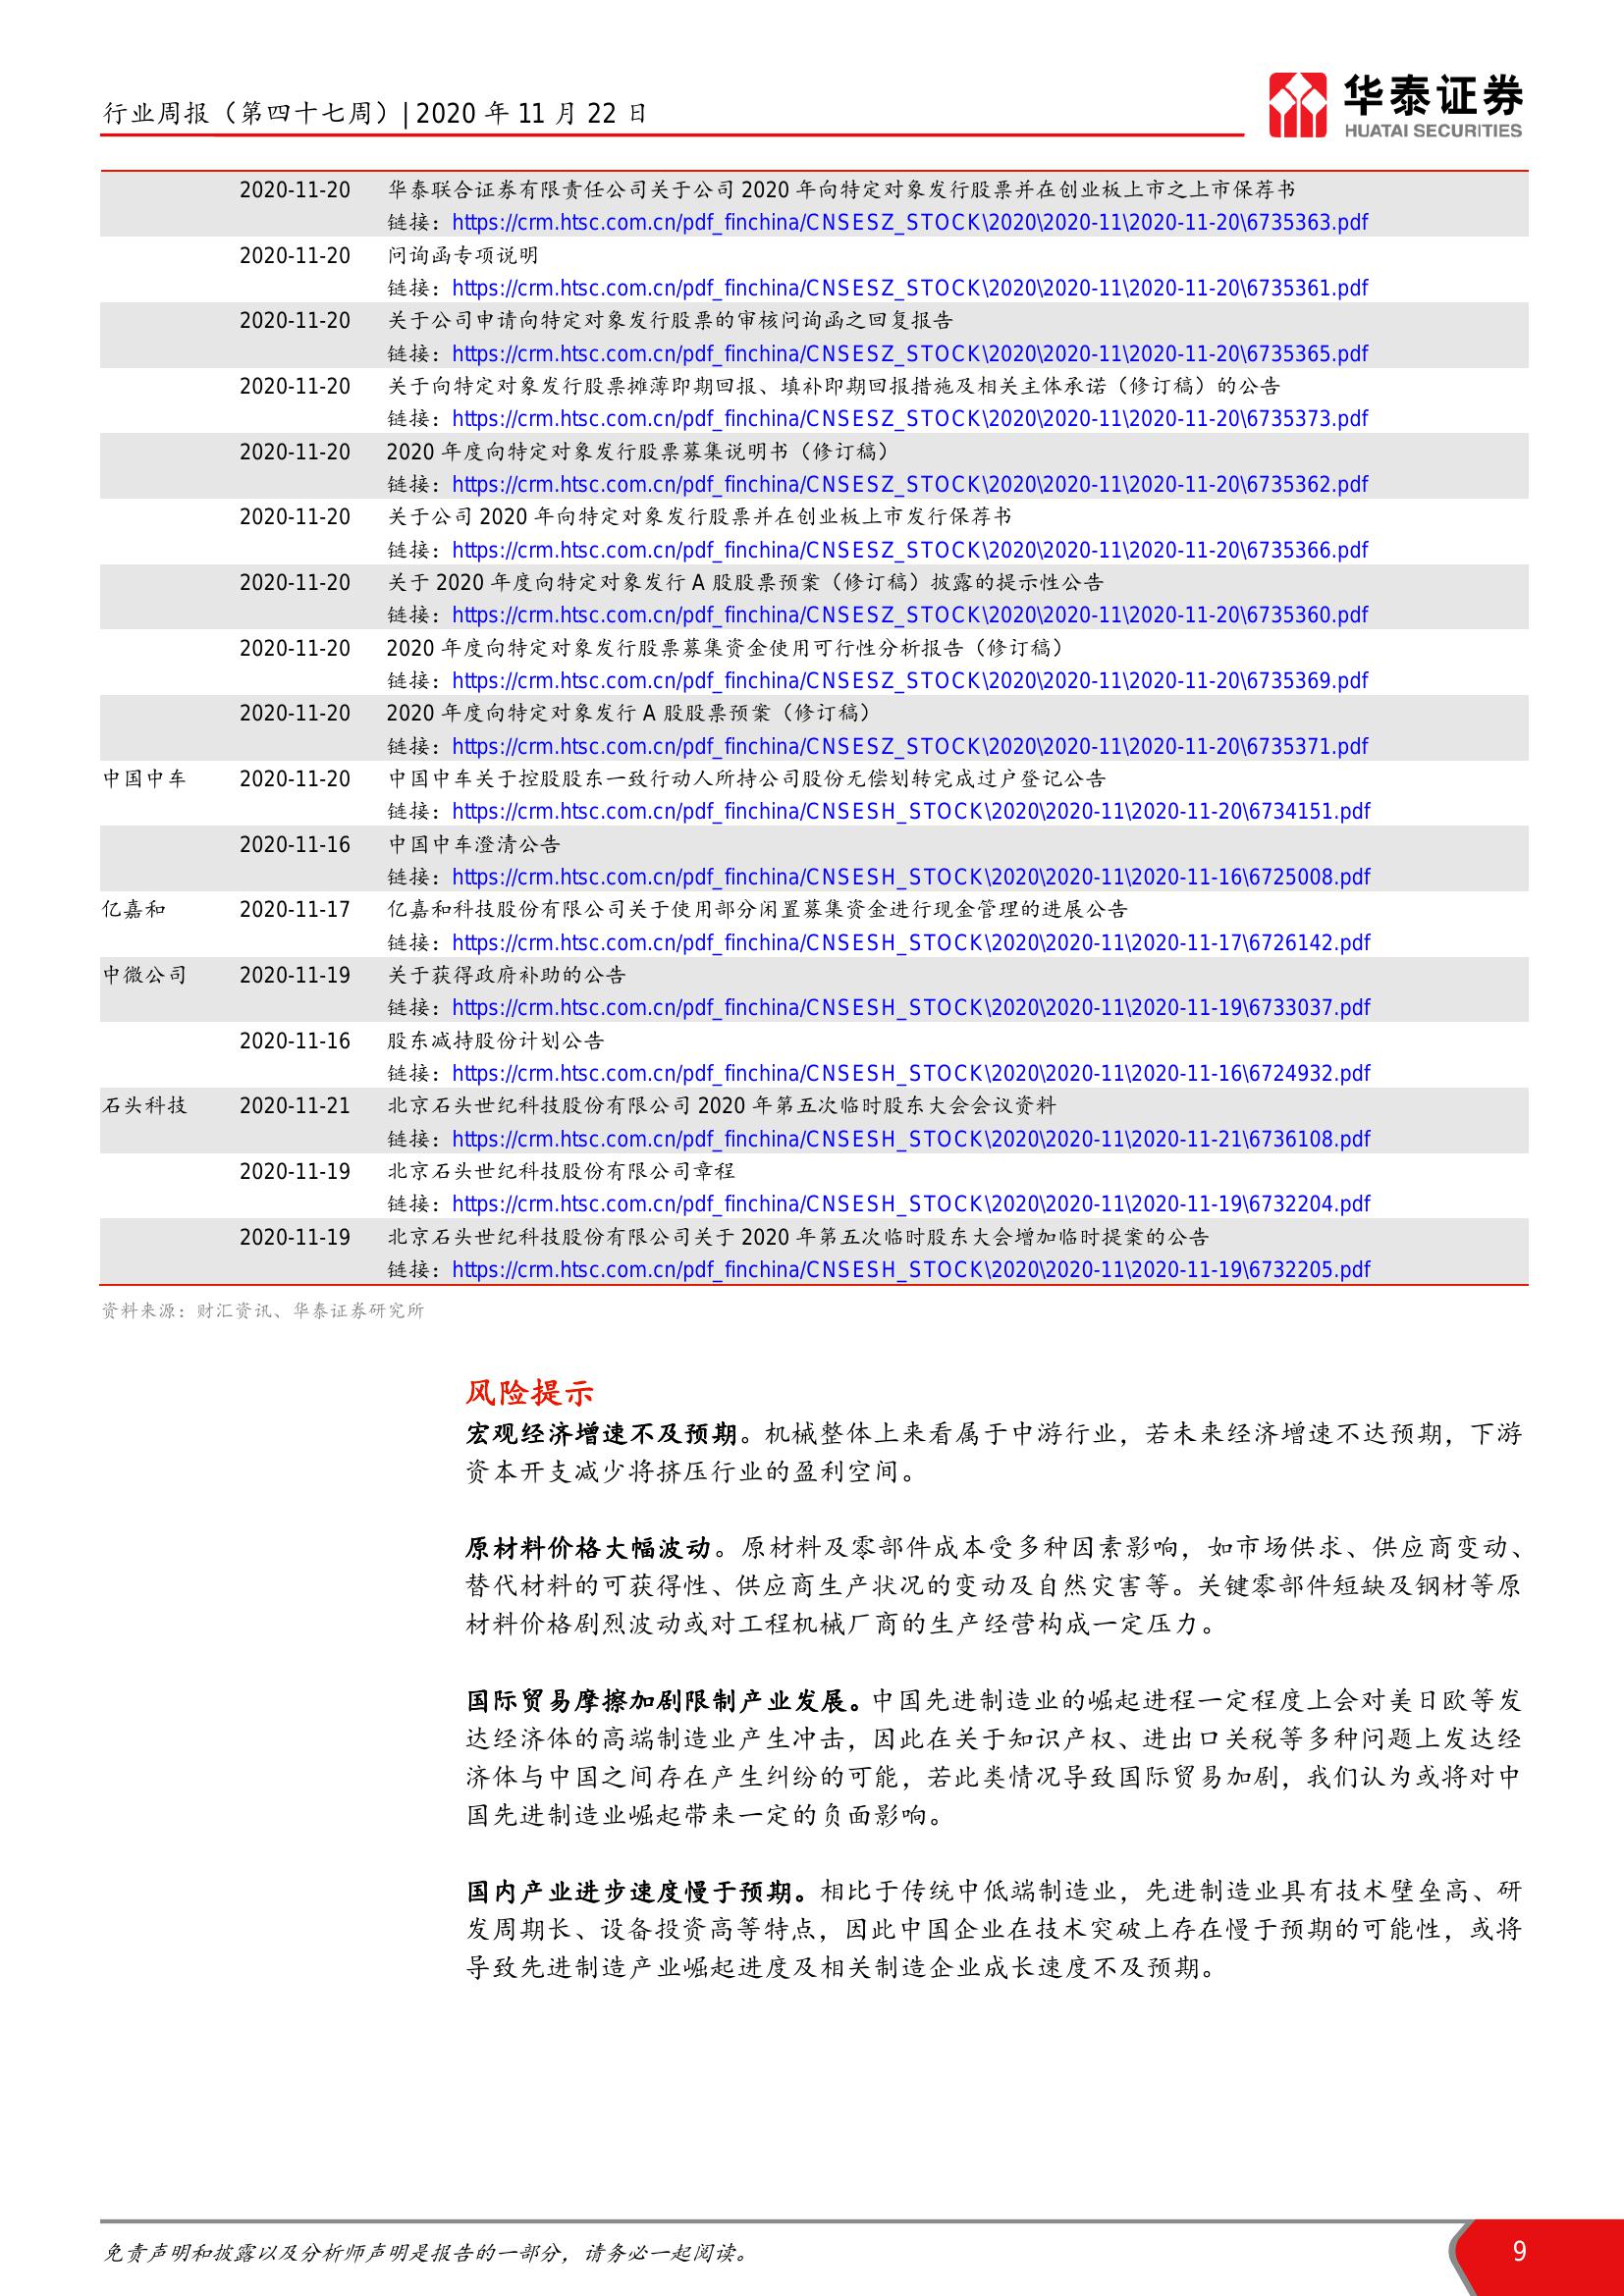 行业周报（第四十七周）| 2020 年 11 月 22 日
华泰证券
HUATAI SECURITIES
2020-11-20 华泰联合证券有限责任公司关于公司 2020 年向特定对象发行股票并在创业板上市之上市保荐书
链接：https://crm.htsc.com.cn/pdf_finchina/CNSESZ_STOCK\2020\2020-11\2020-11-20\6735363.pdf
2020-11-20 问询函专项说明
链接：https://crm.htsc.com.cn/pdf_finchina/CNSESZ_STOCK\2020\2020-11\2020-11-20\6735361.pdf
2020-11-20 关于公司申请向特定对象发行股票的审核问询函之回复报告
链接：https://crm.htsc.com.cn/pdf_finchina/CNSESZ_STOCK\2020\2020-11\2020-11-20\6735365.pdf
2020-11-20 关于向特定对象发行股票摊薄即期回报、填补即期回报措施及相关主体承诺（修订稿）的公告
链接：https://crm.htsc.com.cn/pdf_finchina/CNSESZ_STOCK\2020\2020-11\2020-11-20\6735373.pdf
2020-11-20 2020 年度向特定对象发行股票募集说明书（修订稿）
链接：https://crm.htsc.com.cn/pdf_finchina/CNSESZ_STOCK\2020\2020-11\2020-11-20\6735362.pdf
2020-11-20 关于公司 2020 年向特定对象发行股票并在创业板上市发行保荐书
链接：https://crm.htsc.com.cn/pdf_finchina/CNSESZ_STOCK\2020\2020-11\2020-11-20\6735366.pdf
2020-11-20 关于 2020 年度向特定对象发行 A 股股票预案（修订稿）披露的提示性公告
链接：https://crm.htsc.com.cn/pdf_finchina/CNSESZ_STOCK\2020\2020-11\2020-11-20\6735360.pdf
2020-11-20 2020 年度向特定对象发行股票募集资金使用可行性分析报告（修订稿）
链接：https://crm.htsc.com.cn/pdf_finchina/CNSESZ_STOCK\2020\2020-11\2020-11-20\6735369.pdf
2020-11-20 2020 年度向特定对象发行 A 股股票预案（修订稿）
链接：https://crm.htsc.com.cn/pdf_finchina/CNSESZ_STOCK\2020\2020-11\2020-11-20\6735371.pdf
中国中车 2020-11-20 中国中车关于控股股东一致行动人所持公司股份无偿划转完成过户登记公告
链接：https://crm.htsc.com.cn/pdf_finchina/CNSESH_STOCK\2020\2020-11\2020-11-20\6734151.pdf
2020-11-16 中国中车澄清公告
链接：https://crm.htsc.com.cn/pdf_finchina/CNSESH_STOCK\2020\2020-11\2020-11-16\6725008.pdf
亿嘉和 2020-11-17 亿嘉和科技股份有限公司关于使用部分闲置募集资金进行现金管理的进展公告
链接：https://crm.htsc.com.cn/pdf_finchina/CNSESH_STOCK\2020\2020-11\2020-11-17\6726142.pdf
中微公司 2020-11-19 关于获得政府补助的公告
链接：https://crm.htsc.com.cn/pdf_finchina/CNSESH_STOCK\2020\2020-11\2020-11-19\6733037.pdf
2020-11-16 股东减持股份计划公告
链接：https://crm.htsc.com.cn/pdf_finchina/CNSESH_STOCK\2020\2020-11\2020-11-16\6724932.pdf
石头科技 2020-11-21 北京石头世纪科技股份有限公司 2020 年第五次临时股东大会会议资料
链接：https://crm.htsc.com.cn/pdf_finchina/CNSESH_STOCK\2020\2020-11\2020-11-21\6736108.pdf
2020-11-19 北京石头世纪科技股份有限公司章程
链接：https://crm.htsc.com.cn/pdf_finchina/CNSESH_STOCK\2020\2020-11\2020-11-19\6732204.pdf
2020-11-19 北京石头世纪科技股份有限公司关于 2020 年第五次临时股东大会增加临时提案的公告
链接：https://crm.htsc.com.cn/pdf_finchina/CNSESH_STOCK\2020\2020-11\2020-11-19\6732205.pdf
资料来源：财汇资讯、华泰证券研究所
风险提示
宏观经济增速不及预期。机械整体上来看属于中游行业，若未来经济增速不达预期，下游
资本开支减少将挤压行业的盈利空间。
原材料价格大幅波动。原材料及零部件成本受多种因素影响，如市场供求、供应商变动、
替代材料的可获得性、供应商生产状况的变动及自然灾害等。关键零部件短缺及钢材等原
材料价格剧烈波动或对工程机械厂商的生产经营构成一定压力。
国际贸易摩擦加剧限制产业发展。中国先进制造业的崛起进程一定程度上会对美日欧等发
达经济体的高端制造业产生冲击，因此在关于知识产权、进出口关税等多种问题上发达经
济体与中国之间存在产生纠纷的可能，若此类情况导致国际贸易加剧，我们认为或将对中
国先进制造业崛起带来一定的负面影响。
国内产业进步速度慢于预期。相比于传统中低端制造业，先进制造业具有技术壁垒高、研
发周期长、设备投资高等特点，因此中国企业在技术突破上存在慢于预期的可能性，或将
导致先进制造产业崛起进度及相关制造企业成长速度不及预期。
免责声明和披露以及分析师声明是报告的一部分，请务必一起阅读。
9